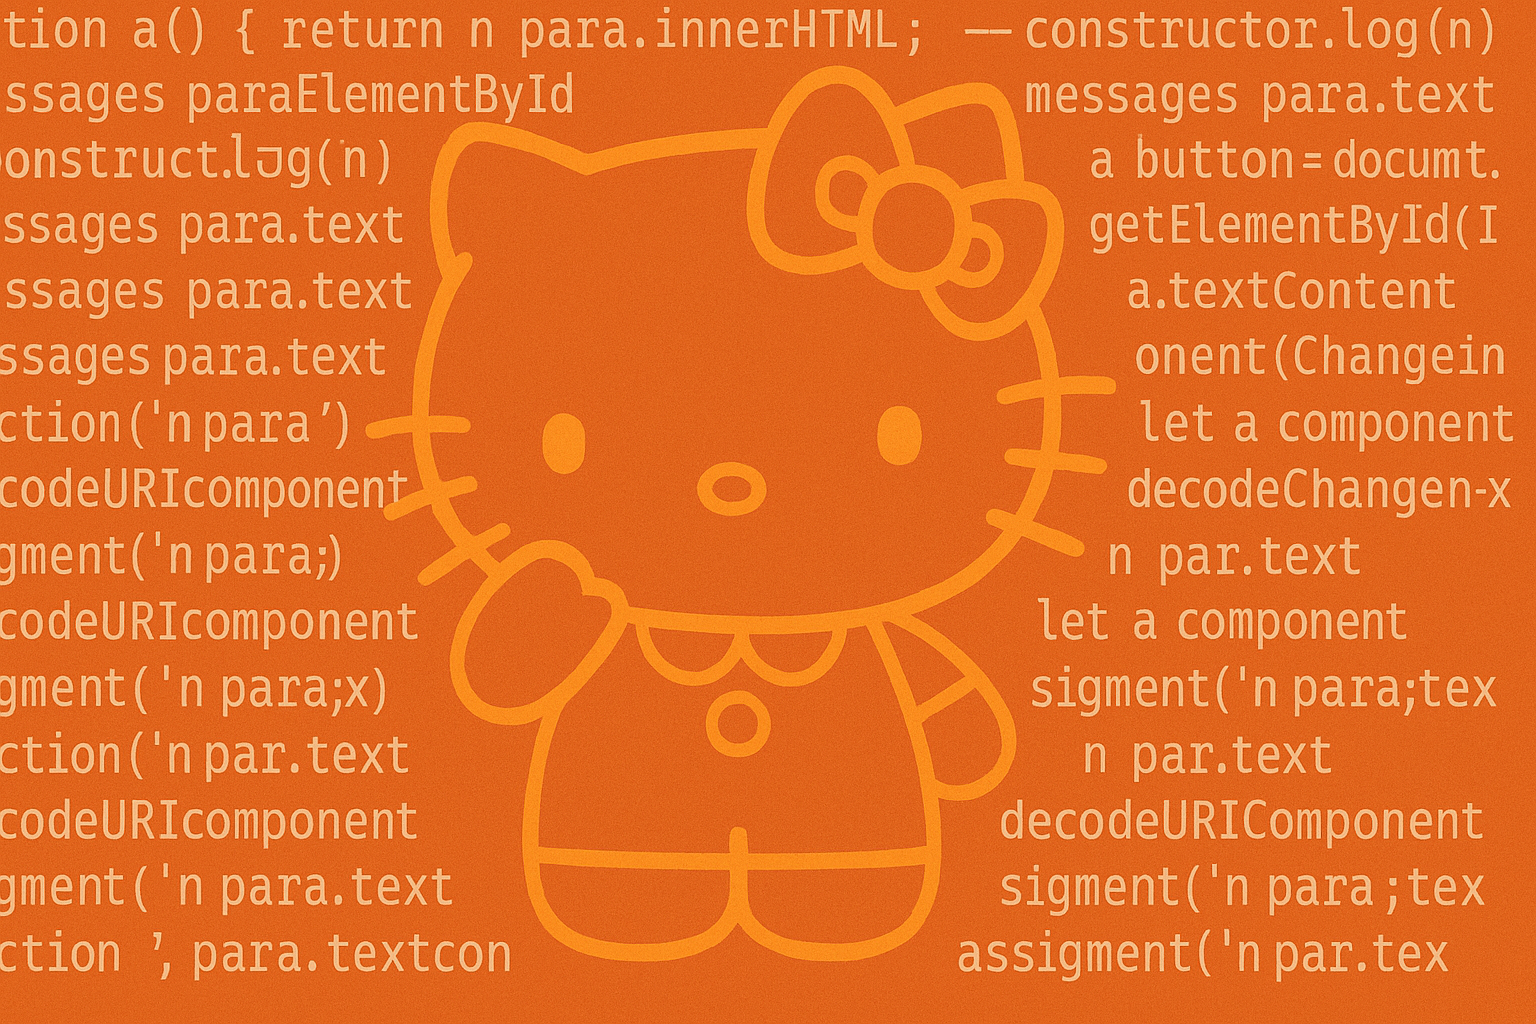 tion a() { return n para.innerHTML; —constructor.log(n)
ssages paraElementById
messages para.text
onstruct.log(n)
a button=documt.
ssages para.text
getElementById(I
ssages para.text
a.textContent
ssages para.text
onent(Changein
ction('n para’)
let a component
codeURIcomponent
decodeChangen-x
gment('n para;)
n par.text
codeURIcomponent
let a component
gment('n para;x)
sigment('n para;tex
ction('n par.text
n par.text
codeURIcomponent
decodeURIComponent
gment('n para.text
sigment('n para;tex
ction ’, para.textcon
assigment('n par.tex